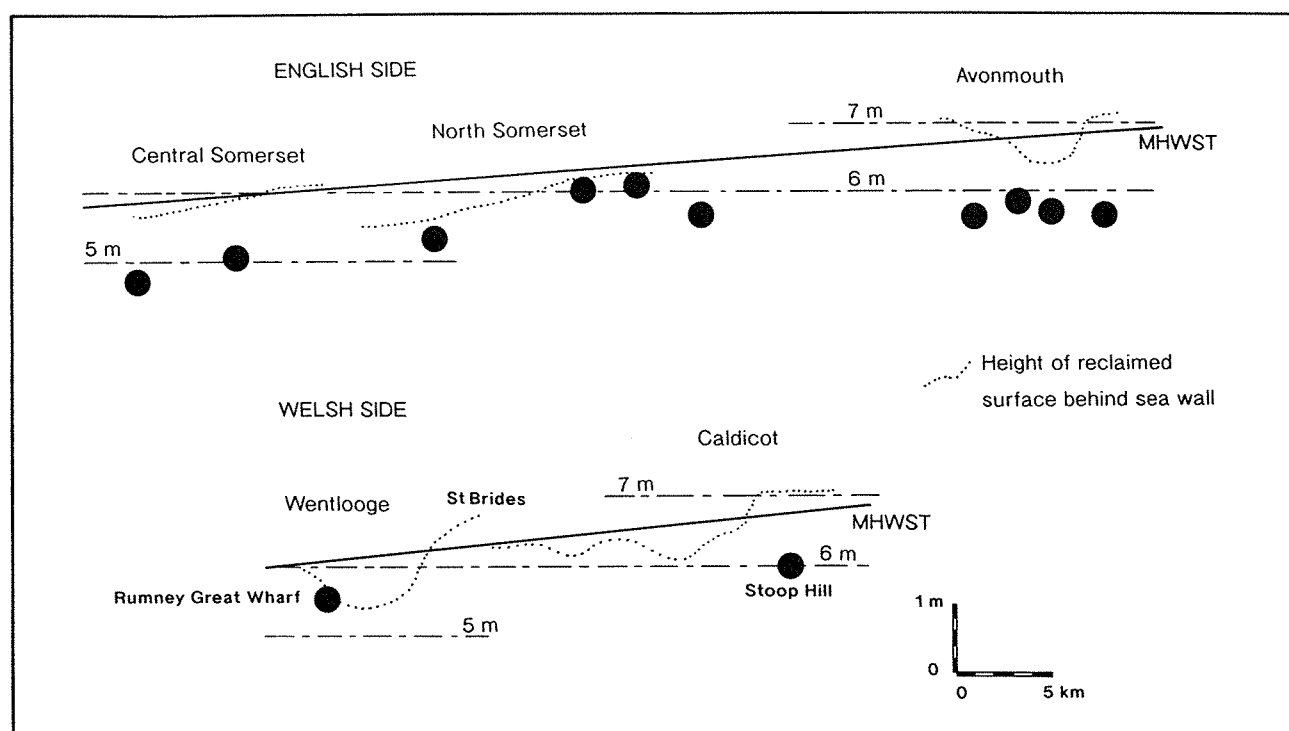 ENGLISH SIDE
Avonmouth
7 m
North Somerset
MHWST
Central Somerset
6 m
5 m
Height of reclaimed
surface behind sea wall
WELSH SIDE
Caldicot
7 m
Wentlooge
St Brides
MHWST
6 m
Rumney Great Wharf
Stoop Hill
5 m
1 m
0
0 5 km